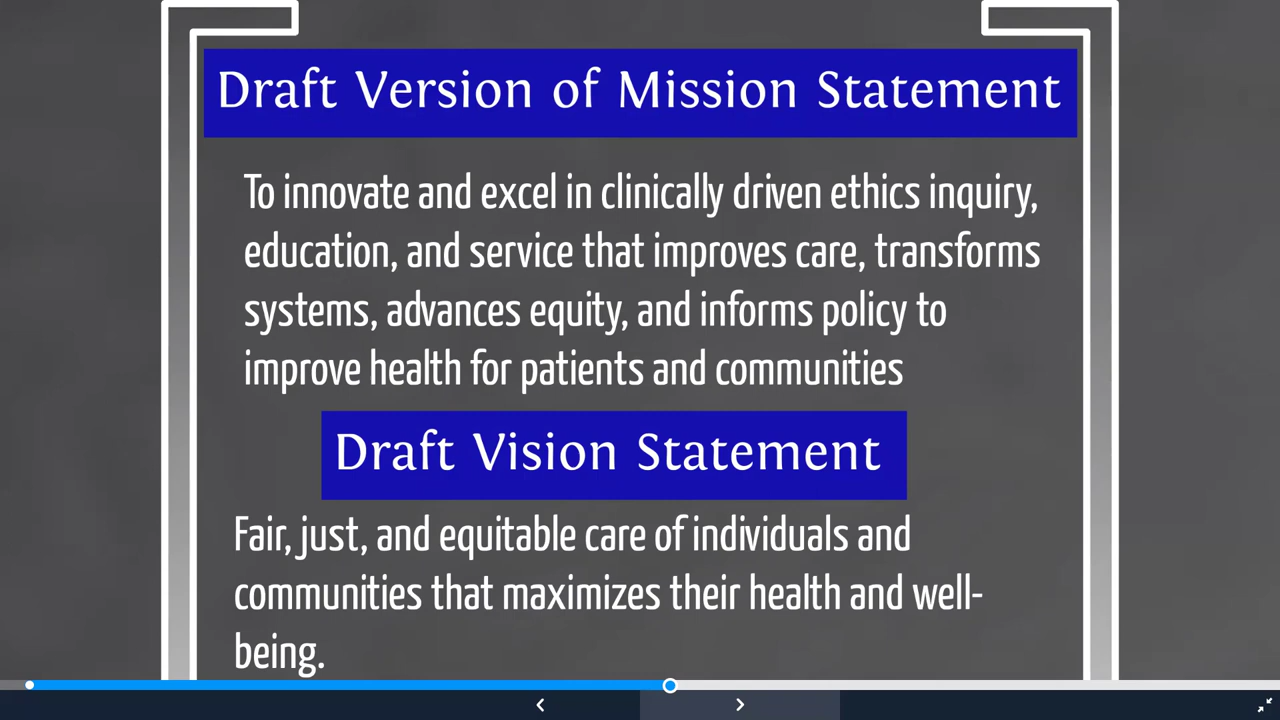 Draft Version of Mission Statement
To innovate and excel in clinically driven ethics inquiry,
education, and service that improves care, transforms
systems, advances equity, and informs policy to
improve health for patients and communities
Draft Vision Statement
Fair, just, and equitable care of individuals and
communities that maximizes their health and well-
being.